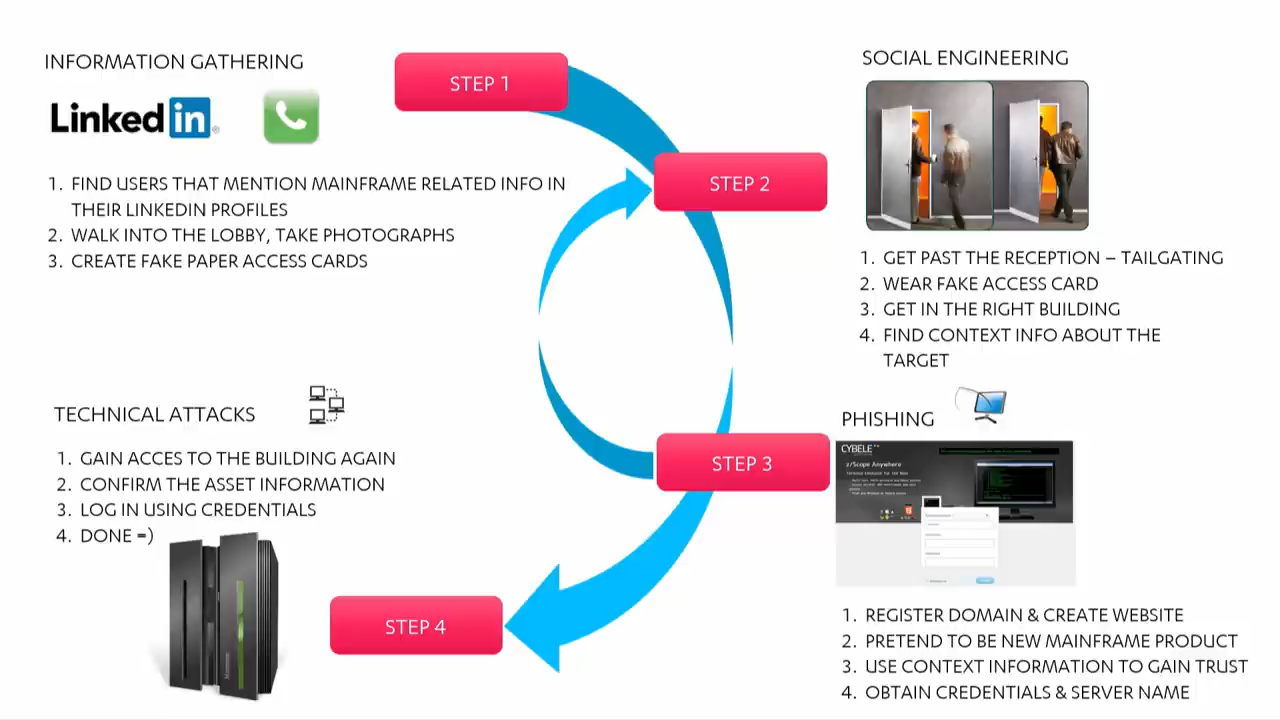 INFORMATION GATHERING
Linked in
1. FIND USERS THAT MENTION MAINFRAME RELATED INFO IN
THEIR LINKEDIN PROFILES
2. WALK INTO THE LOBBY, TAKE PHOTOGRAPHS
3. CREATE FAKE PAPER ACCESS CARDS
STEP 1
STEP 2
SOCIAL ENGINEERING
1. GET PAST THE RECEPTION – TAILGATING
2. WEAR FAKE ACCESS CARD
3. GET IN THE RIGHT BUILDING
4. FIND CONTEXT INFO ABOUT THE
TARGET
STEP 3
PHISHING
CYBELE
z/Scope Anywhere
1. REGISTER DOMAIN & CREATE WEBSITE
2. PRETEND TO BE NEW MAINFRAME PRODUCT
3. USE CONTEXT INFORMATION TO GAIN TRUST
4. OBTAIN CREDENTIALS & SERVER NAME
STEP 4
TECHNICAL ATTACKS
1. GAIN ACCES TO THE BUILDING AGAIN
2. CONFIRM THE ASSET INFORMATION
3. LOG IN USING CREDENTIALS
4. DONE =)